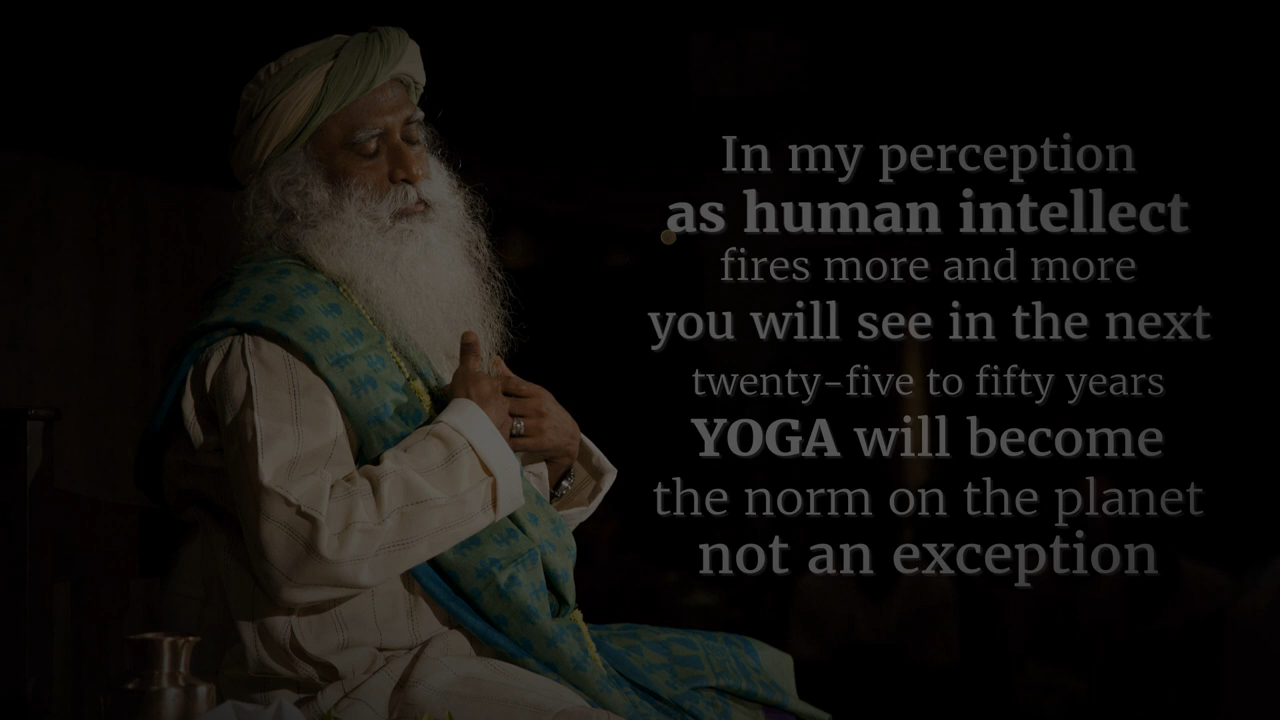 In my perception
as human intellect
fires more and more
you will see in the next
twenty-five to fifty years
YOGA will become
the norm on the planet
not an exception